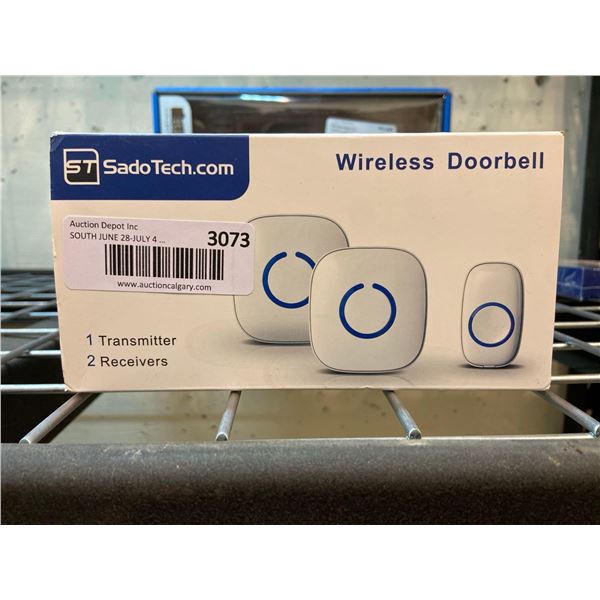 ST SadoTech.com
Wireless Doorbell
Auction Depot Inc
SOUTH JUNE 28-JULY 4 ...
3073
www.auctioncalgary.com
1 Transmitter
2 Receivers